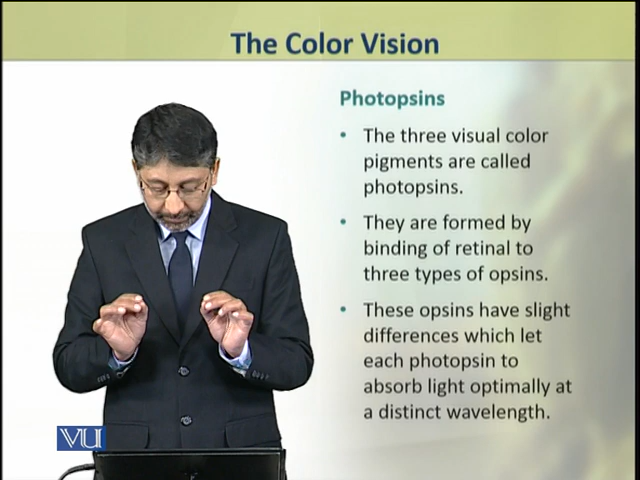 The Color Vision
Photopsins
• The three visual color
pigments are called
photopsins.
• They are formed by
binding of retinal to
three types of opsins.
• These opsins have slight
differences which let
each photopsin to
absorb light optimally at
a distinct wavelength.
VU